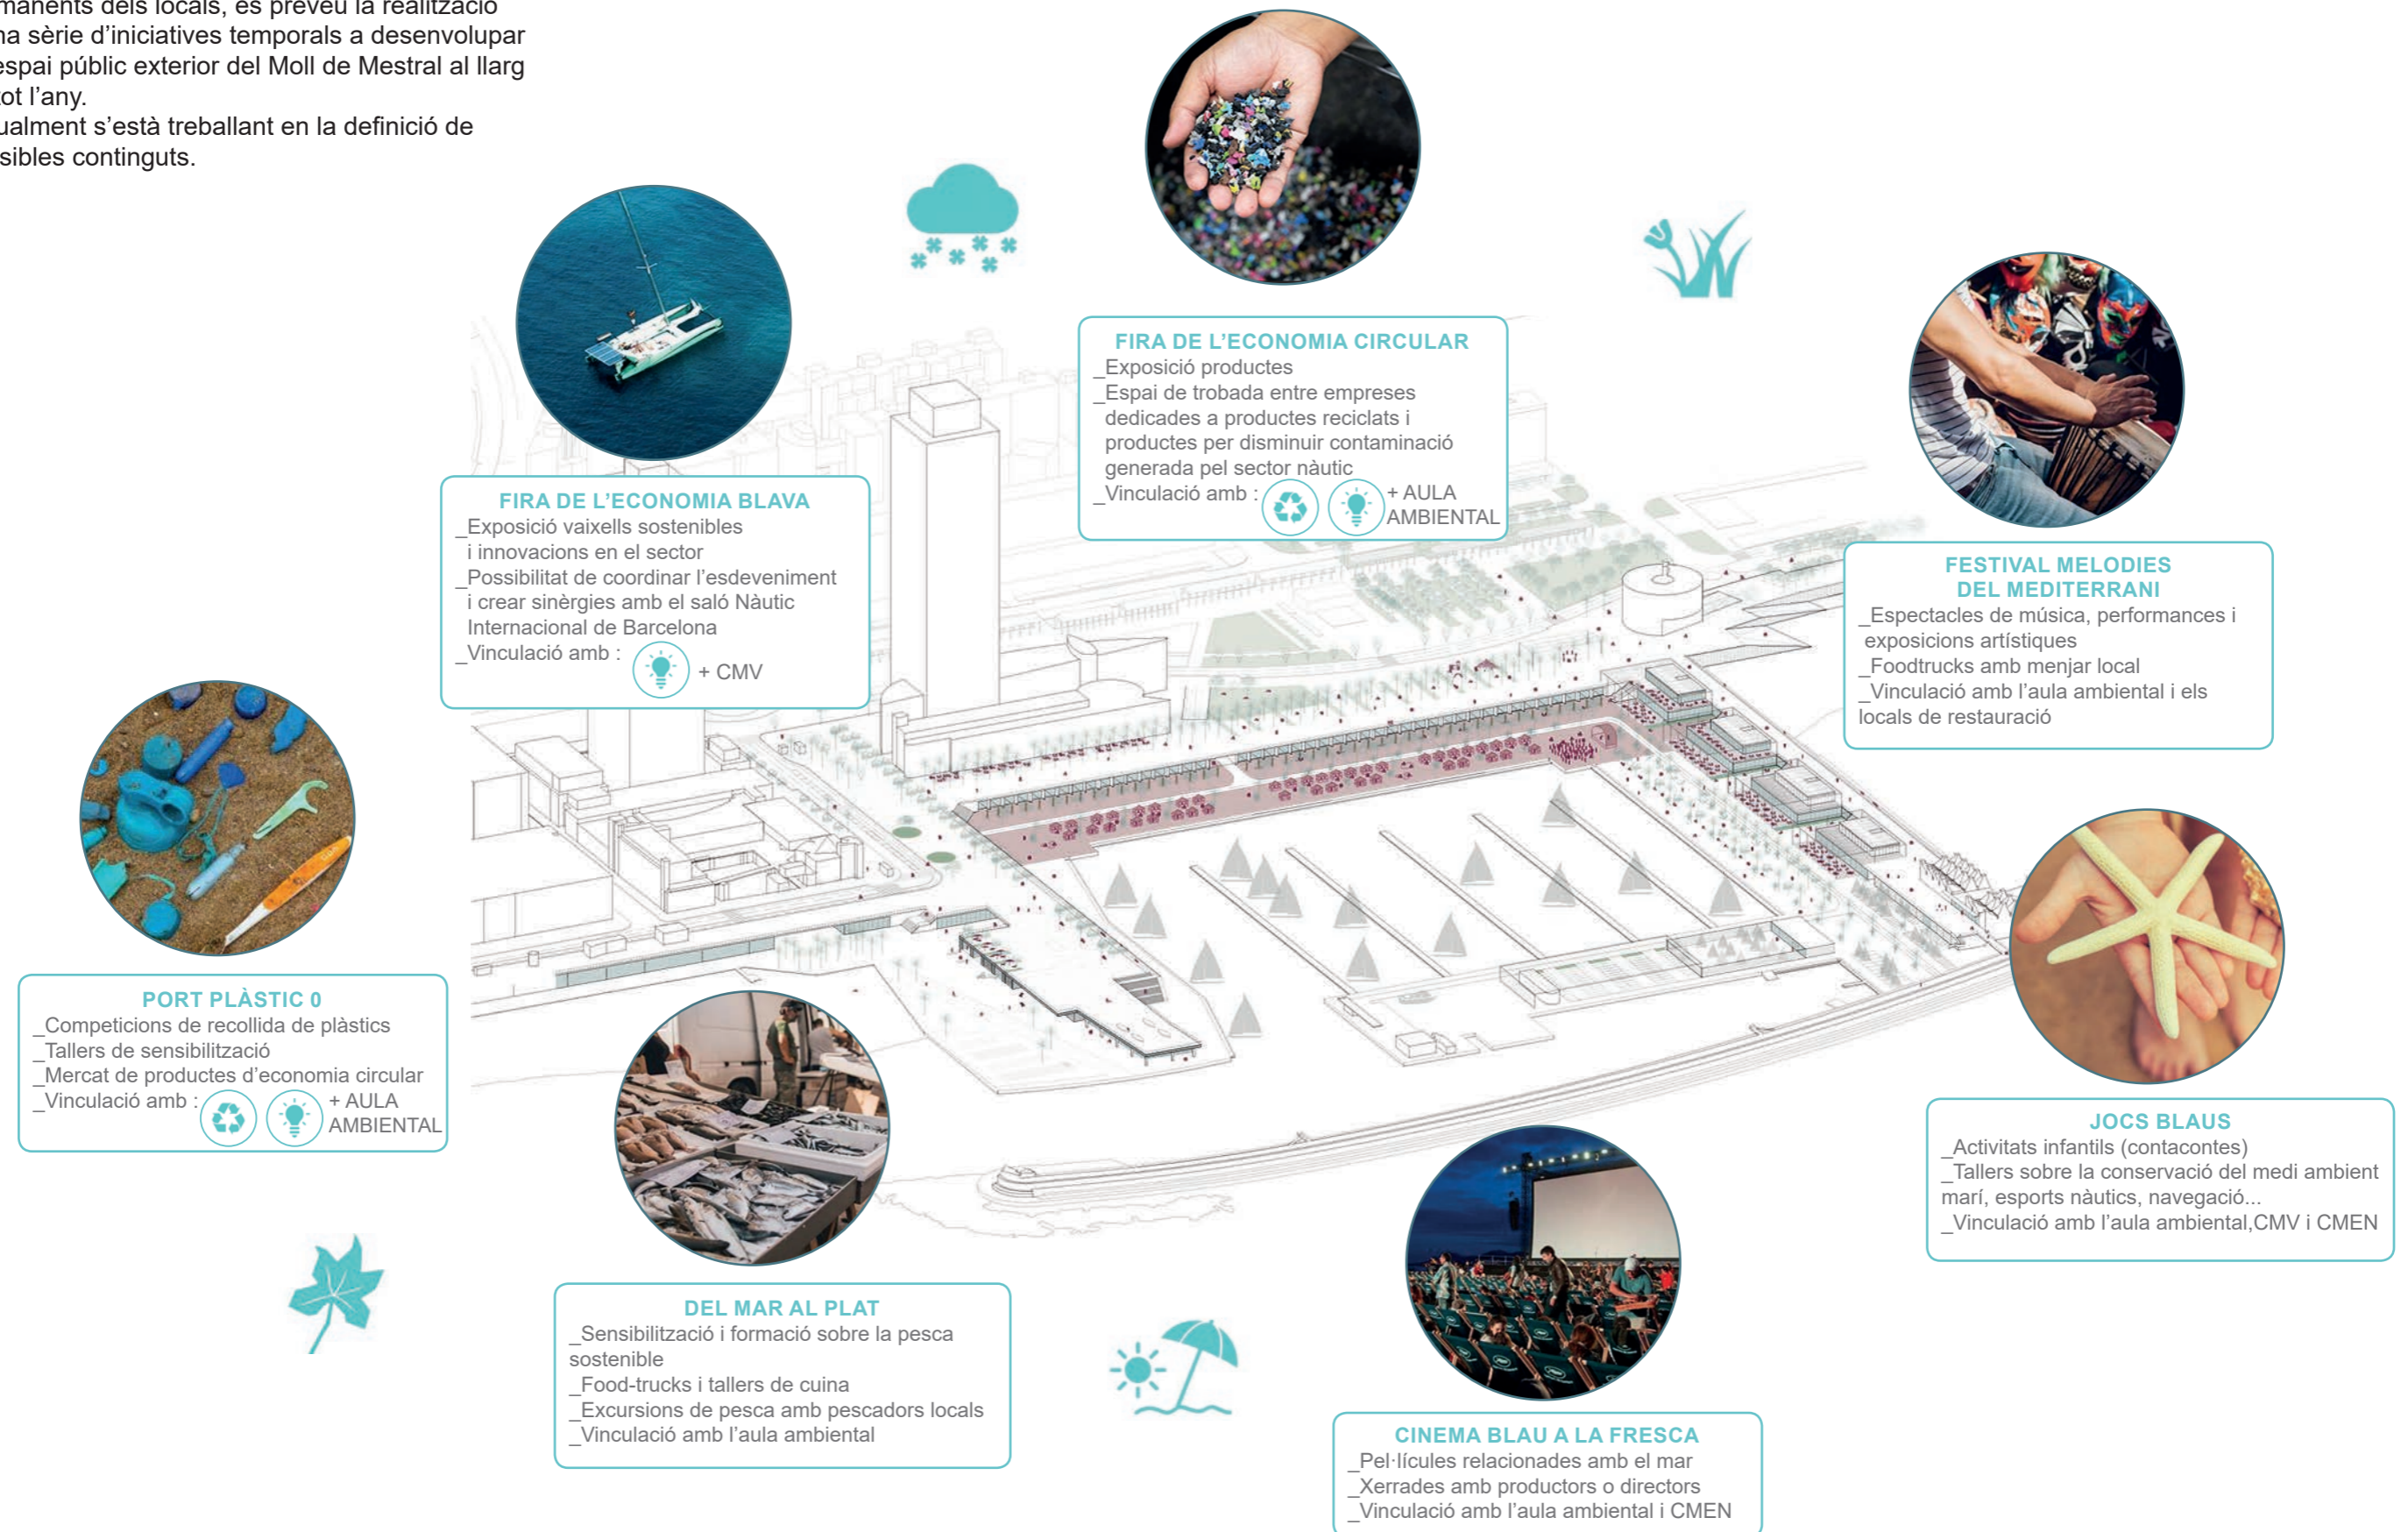 manents dels locals, es preveu la realització
na sèrie d'iniciatives temporals a desenvolupar
espai públic exterior del Moll de Mestral al llarg
tot l'any.
ualment s'està treballant en la definició de
sibles continguts.
FIRA DE L'ECONOMIA CIRCULAR
_Exposició productes
_Espai de trobada entre empreses
dedicades a productes reciclats i
productes per disminuir contaminació
generada pel sector nàutic
_Vinculació amb :
+ AULA
AMBIENTAL
FIRA DE L'ECONOMIA BLAVA
_Exposició vaixells sostenibles
i innovacions en el sector
_Possibilitat de coordinar l'esdeveniment
i crear sinèrgies amb el saló Nàutic
Internacional de Barcelona
_Vinculació amb :
+ CMV
FESTIVAL MELODIES
DEL MEDITERRANI
_Espectacles de música, performances i
exposicions artístiques
_Foodtrucks amb menjar local
_Vinculació amb l'aula ambiental i els
locals de restauració
PORT PLÀSTIC 0
_Competicions de recollida de plàstics
_Tallers de sensibilització
_Mercat de productes d'economia circular
_Vinculació amb :
+ AULA
AMBIENTAL
JOCS BLAUS
_Activitats infantils (contacontes)
_Tallers sobre la conservació del medi ambient
marí, esports nàutics, navegació...
_Vinculació amb l'aula ambiental,CMV i CMEN
DEL MAR AL PLAT
_Sensibilització i formació sobre la pesca
sostenible
_Food-trucks i tallers de cuina
_Excursions de pesca amb pescadors locals
_Vinculació amb l'aula ambiental
CINEMA BLAU A LA FRESCA
_Pel·lícules relacionades amb el mar
_Xerrades amb productors o directors
_Vinculació amb l'aula ambiental i CMEN